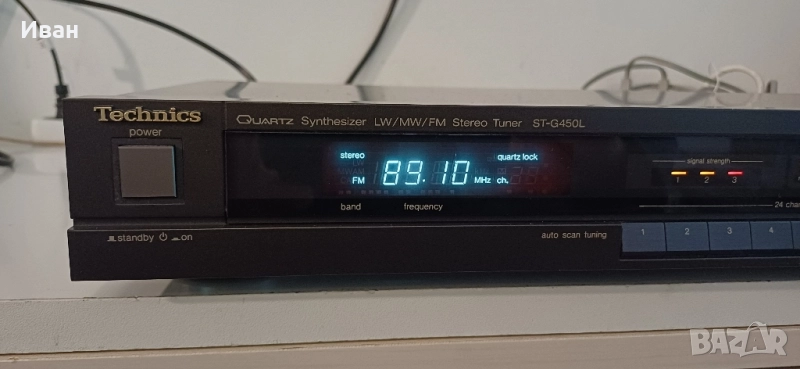 Иван
Technics
QUARTZ Synthesizer LW/MW/FM Stereo Tuner ST-G450L
power
stereo
quartz lock
FM 89.10 MHz ch.
band
frequency
signal strength
1 2 3
24 chan
standby on
auto scan tuning
1 2 3 4
BAZAR